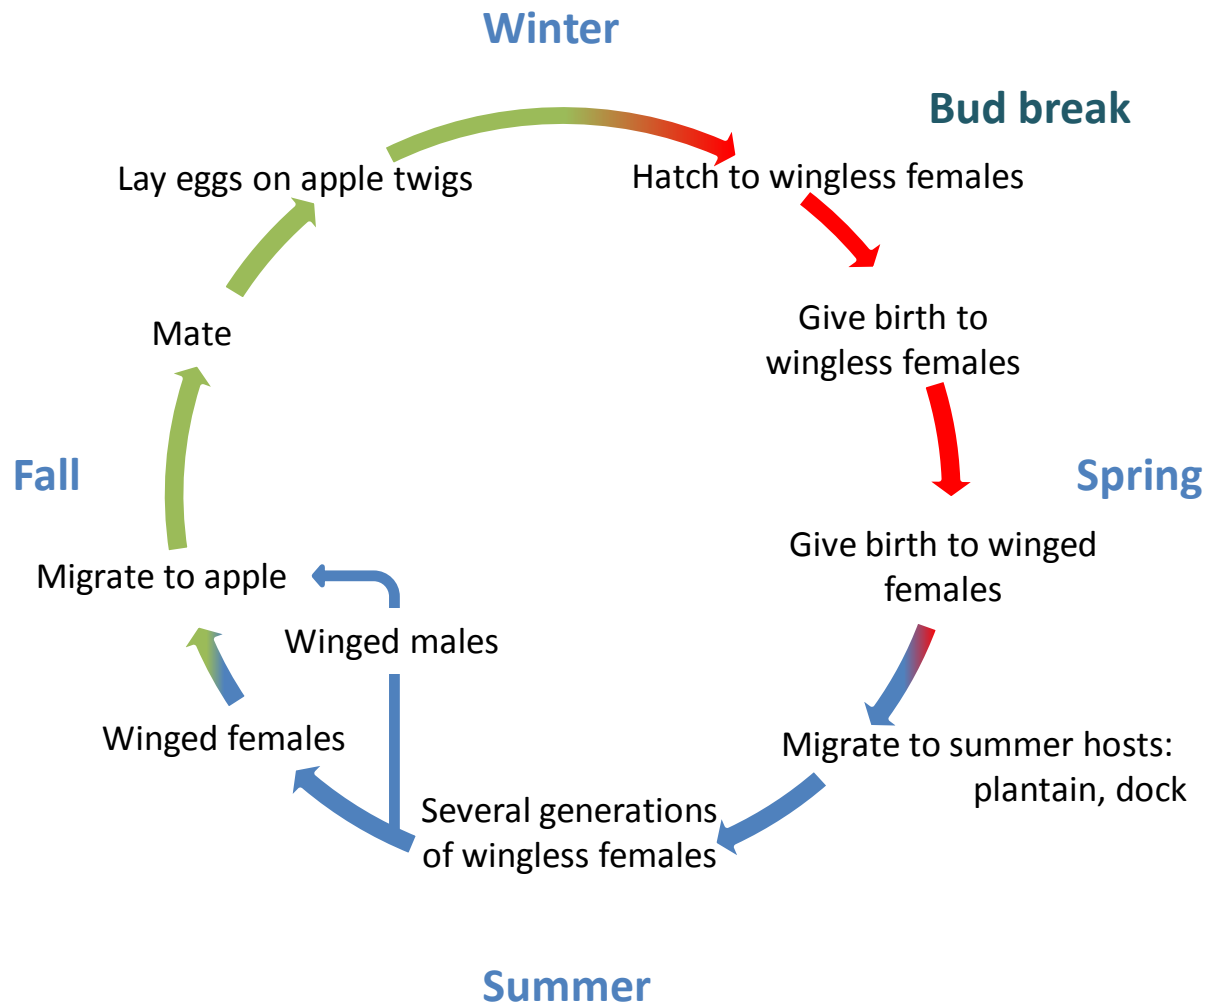 Winter
Bud break
Lay eggs on apple twigs
Hatch to wingless females
Give birth to
wingless females
Mate
Fall
Spring
Give birth to winged
females
Migrate to apple
Winged males
Winged females
Migrate to summer hosts:
plantain, dock
Several generations
of wingless females
Summer